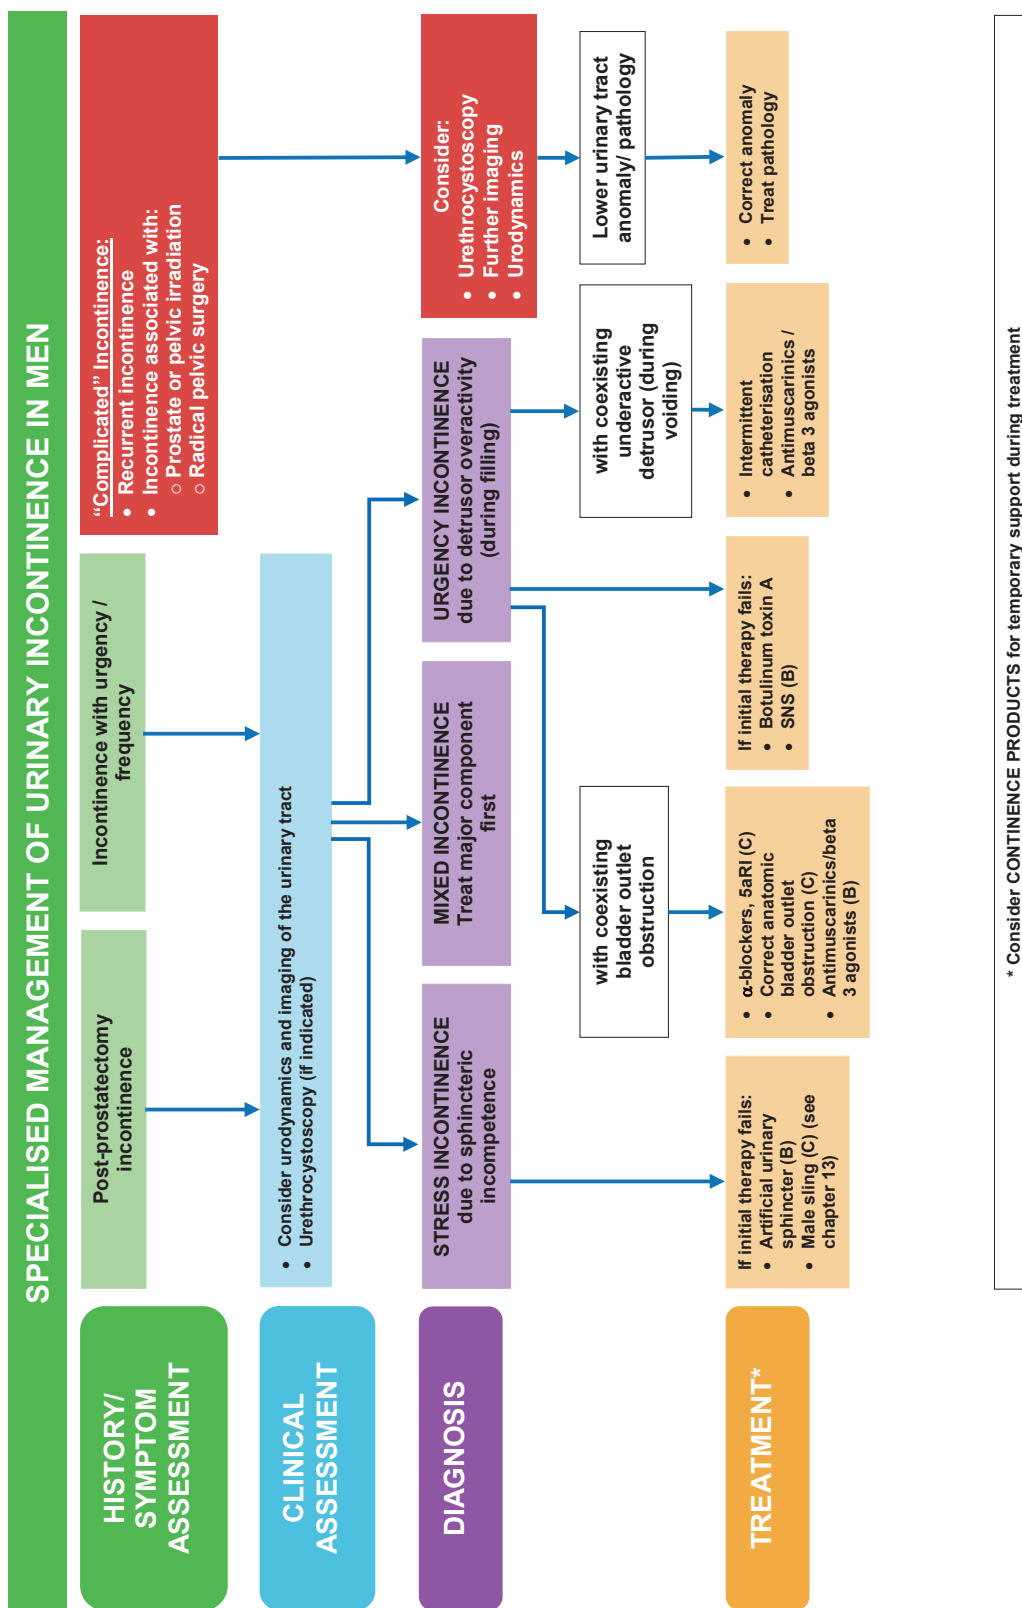 SPECIALISED MANAGEMENT OF URINARY INCONTINENCE IN MEN
HISTORY/
SYMPTOM
ASSESSMENT
Post-prostatectomy
incontinence
Incontinence with urgency /
frequency
“Complicated” Incontinence:
• Recurrent incontinence
• Incontinence associated with:
○ Prostate or pelvic irradiation
○ Radical pelvic surgery
CLINICAL
ASSESSMENT
• Consider urodynamics and imaging of the urinary tract
• Urethrocystoscopy (if indicated)
DIAGNOSIS
STRESS INCONTINENCE
due to sphincteric
incompetence
MIXED INCONTINENCE
Treat major component
first
URGENCY INCONTINENCE
due to detrusor overactivity
(during filling)
Consider:
• Urethrocystoscopy
• Further imaging
• Urodynamics
with coexisting
bladder outlet
obstruction
with coexisting
underactive
detrusor (during
voiding)
Lower urinary tract
anomaly/ pathology
TREATMENT*
If initial therapy fails:
• Artificial urinary
sphincter (B)
• Male sling (C) (see
chapter 13)
• α-blockers, 5aRI (C)
• Correct anatomic
bladder outlet
obstruction (C)
• Antimuscarinics/beta
3 agonists (B)
If initial therapy fails:
• Botulinum toxin A
• SNS (B)
• Intermittent
catheterisation
• Antimuscarinics /
beta 3 agonists
• Correct anomaly
• Treat pathology
* Consider CONTINENCE PRODUCTS for temporary support during treatment